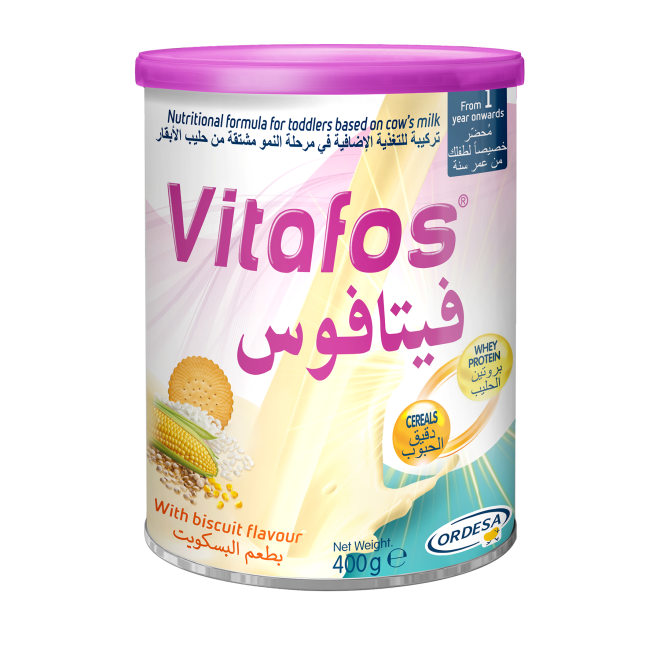 Nutritional formula for toddlers based on cow's milk
تركيبة للتغذية الإضافية في مرحلة النمو مشتقة من حليب الأبقار
From 1
year onwards
مُحضّر
خصيصاً لطفلك
من عمر سنة
Vitafos®
فيتافوس
WHEY
PROTEIN
بروتين
الحليب
CEREALS
دقيق
الحبوب
With biscuit flavour
بطعم البسكويت
Net Weight.
400g e
ORDESA